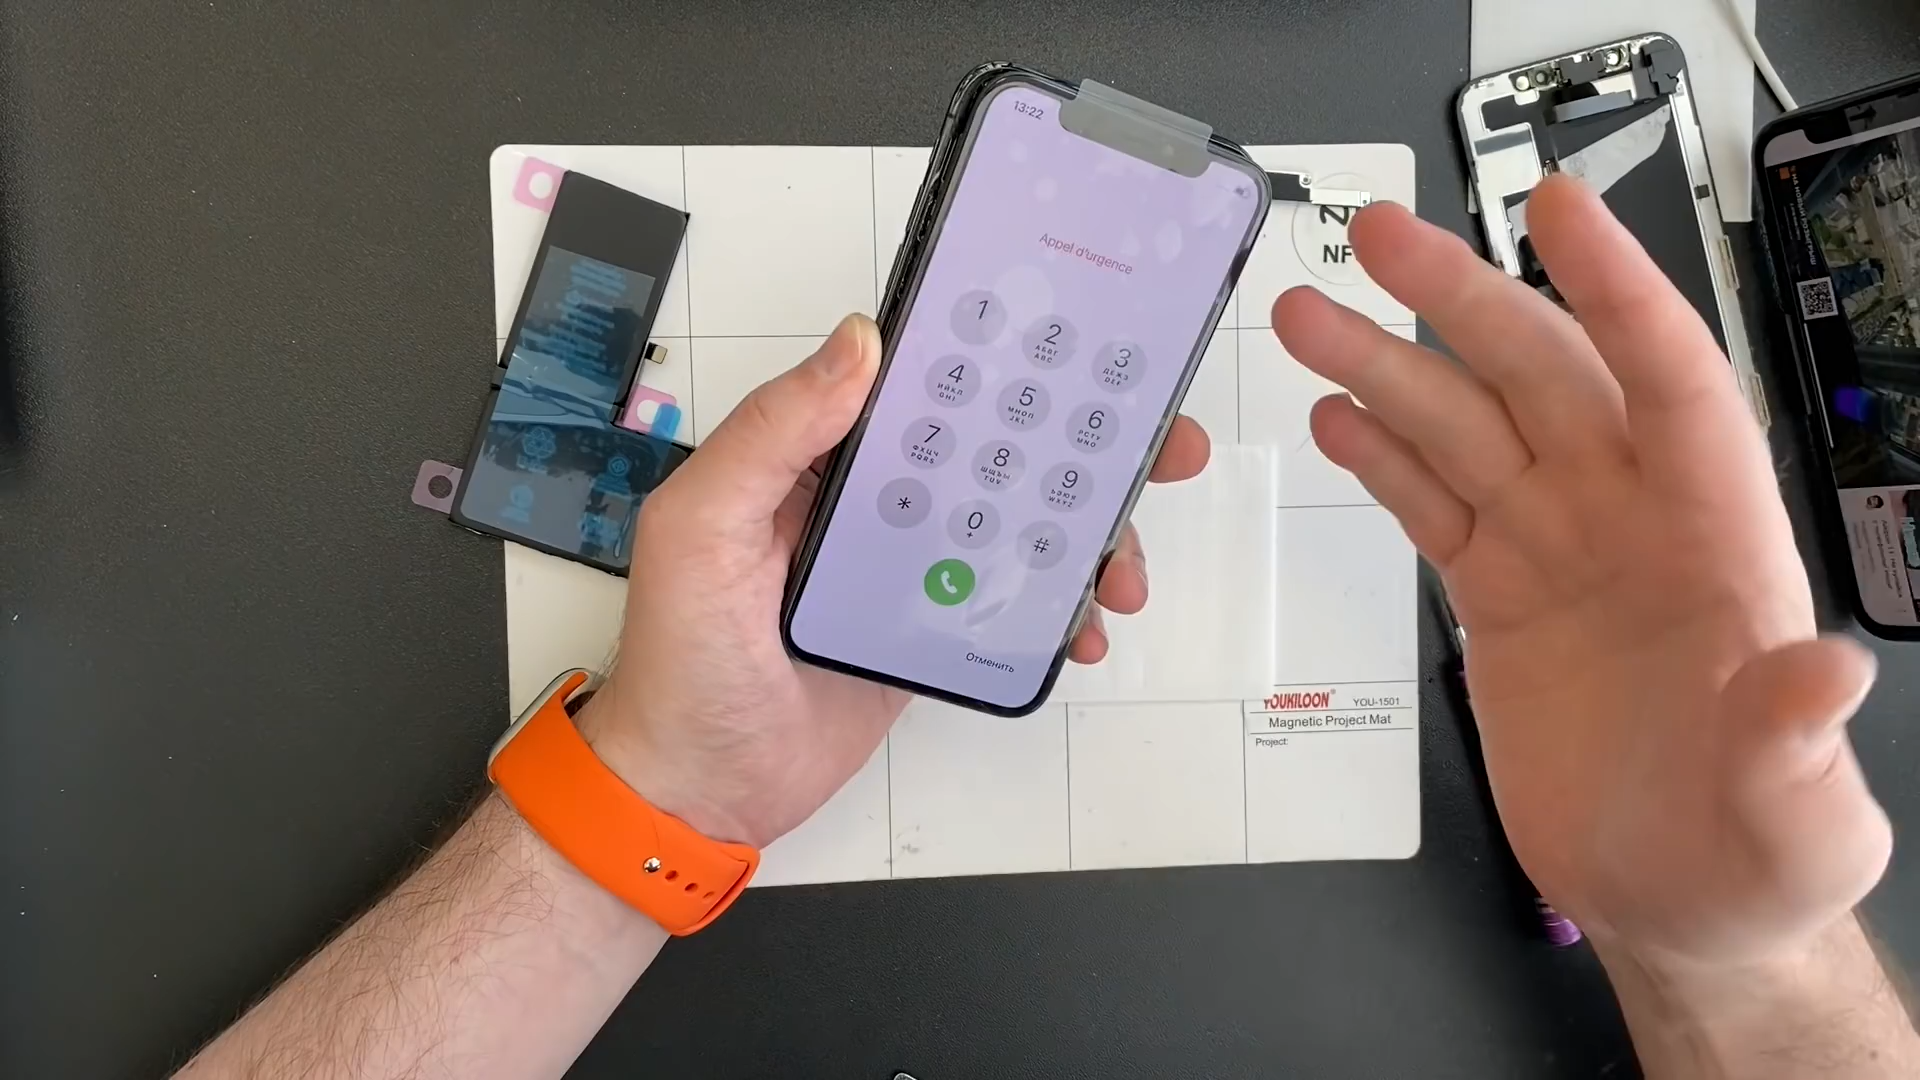 13:22
Appel d'urgence
1
2
АБВГ
ABC
3
ДЕЖЗ
DEF
4
ИЙКЛ
GHI
5
МНОП
JKL
6
РСТУ
MNO
7
ФХЦЧ
PQRS
8
ШЩЪЫ
TUV
9
ЬЭЮЯ
WXYZ
*
0
+
#
Отменить
NF
YOUKILOON®
YOU-1501
Magnetic Project Mat
Project: